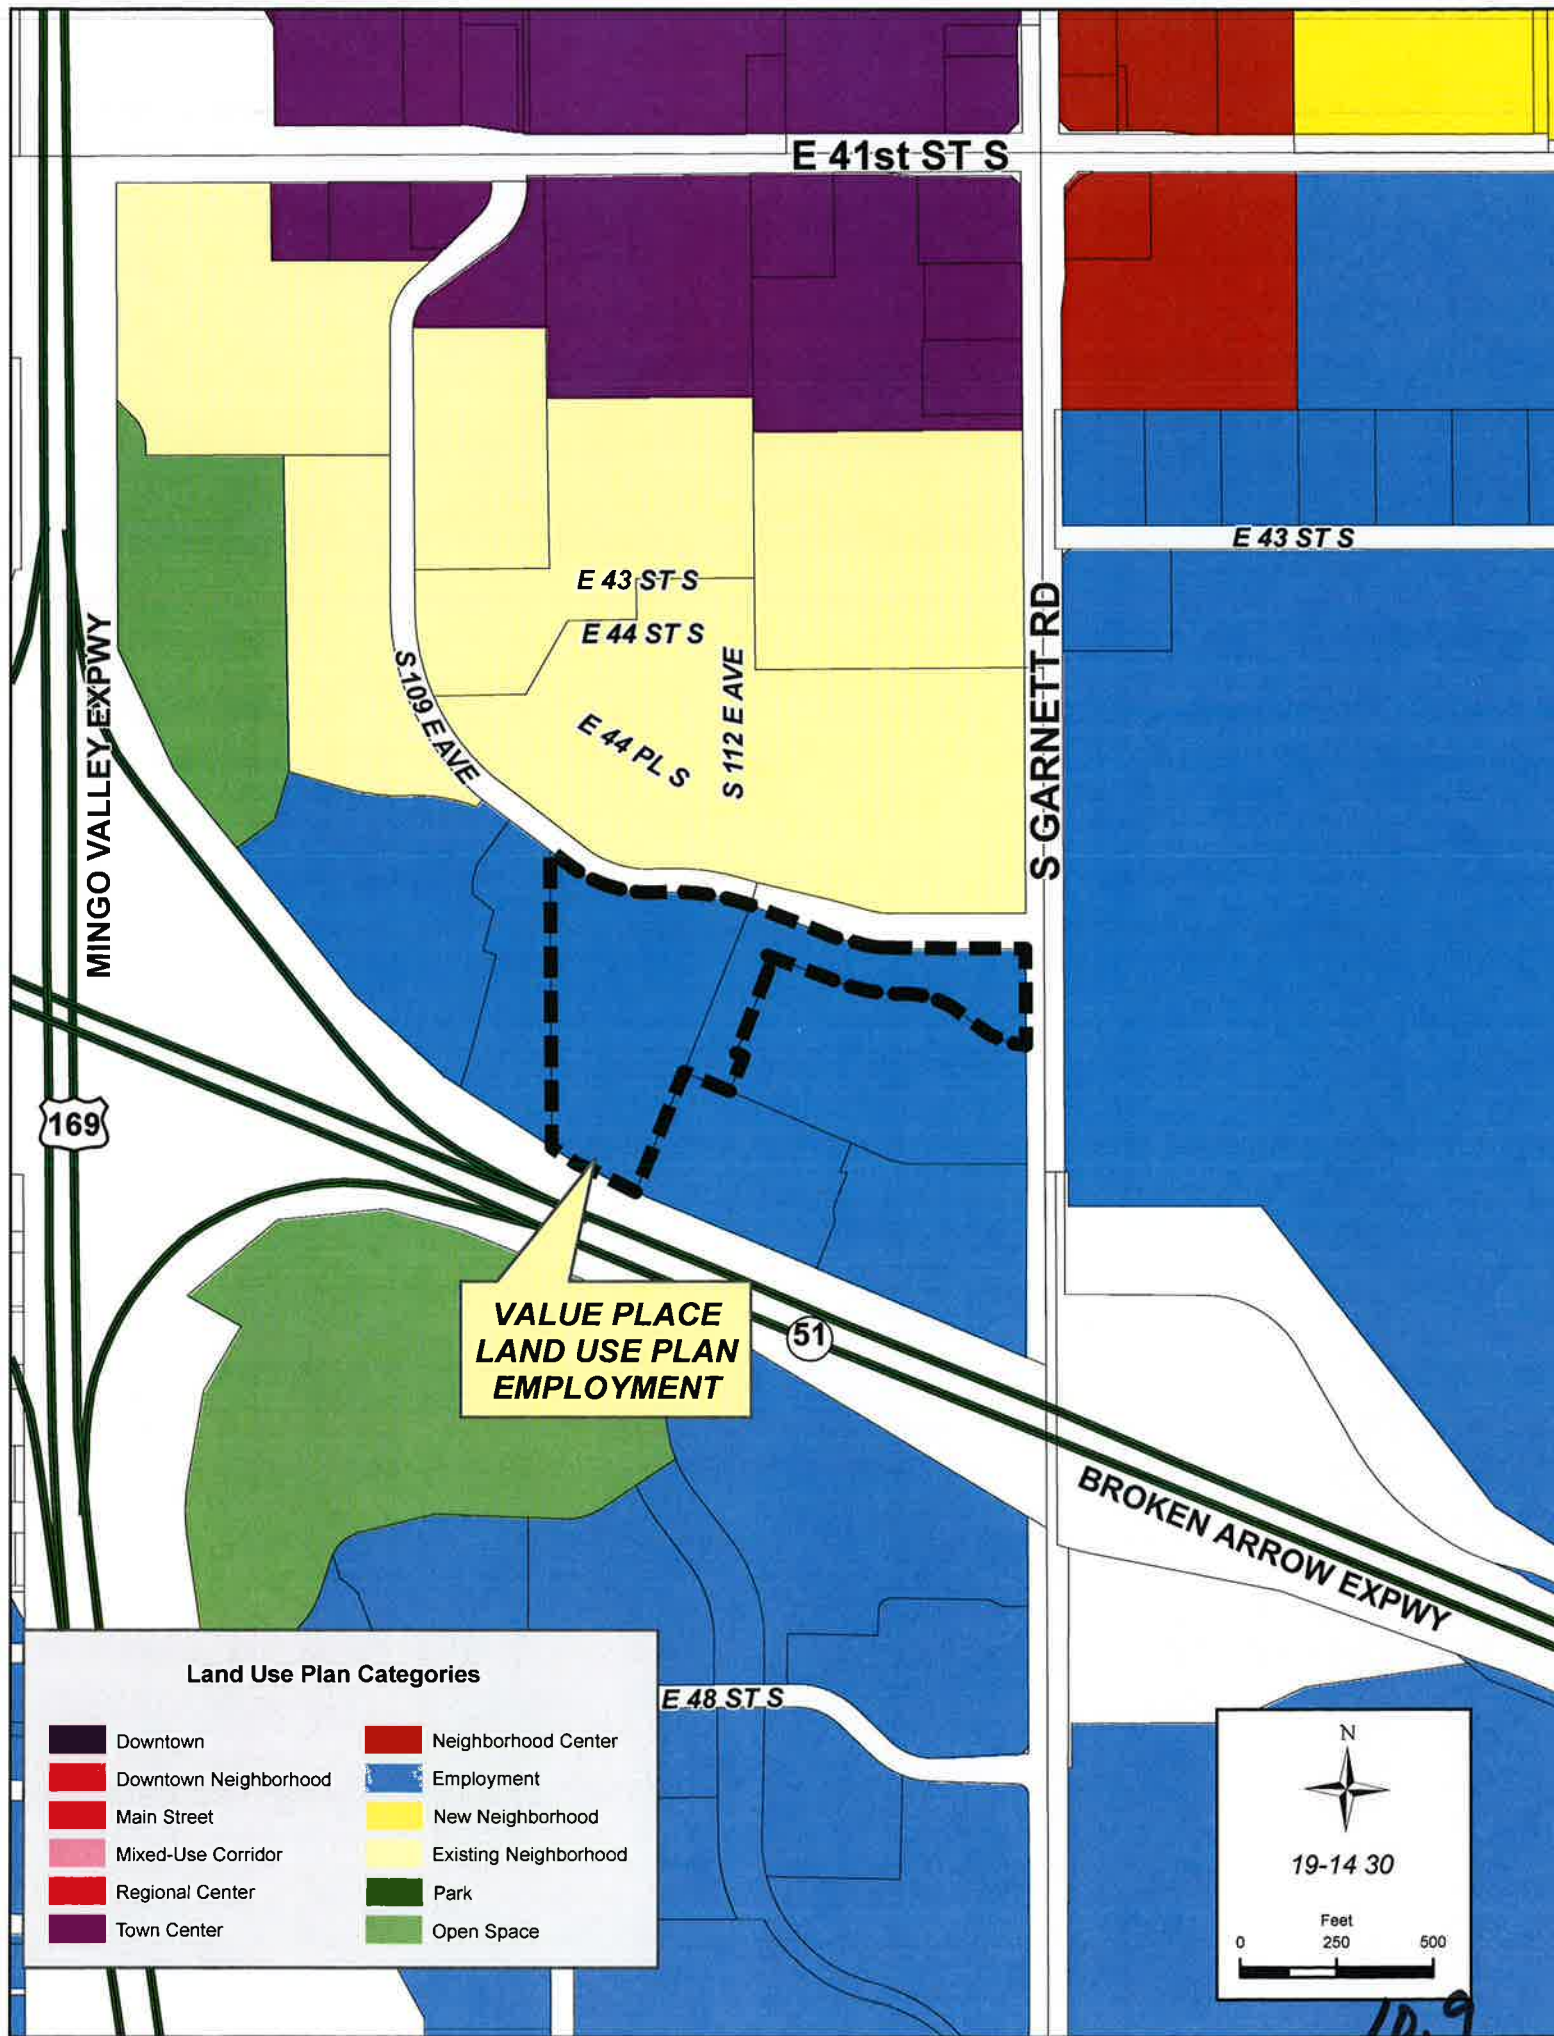 E 41st ST S
E 43 ST S
E 43 ST S
E 44 ST S
S 109 E AVE
E 44 PL S
S 112 E AVE
S GARNETT RD
MINGO VALLEY EXPWY
169
VALUE PLACE
LAND USE PLAN
EMPLOYMENT
51
BROKEN ARROW EXPWY
E 48 ST S
Land Use Plan Categories
Downtown
Downtown Neighborhood
Main Street
Mixed-Use Corridor
Regional Center
Town Center
Neighborhood Center
Employment
New Neighborhood
Existing Neighborhood
Park
Open Space
N
19-14 30
Feet
0 250 500
10.9